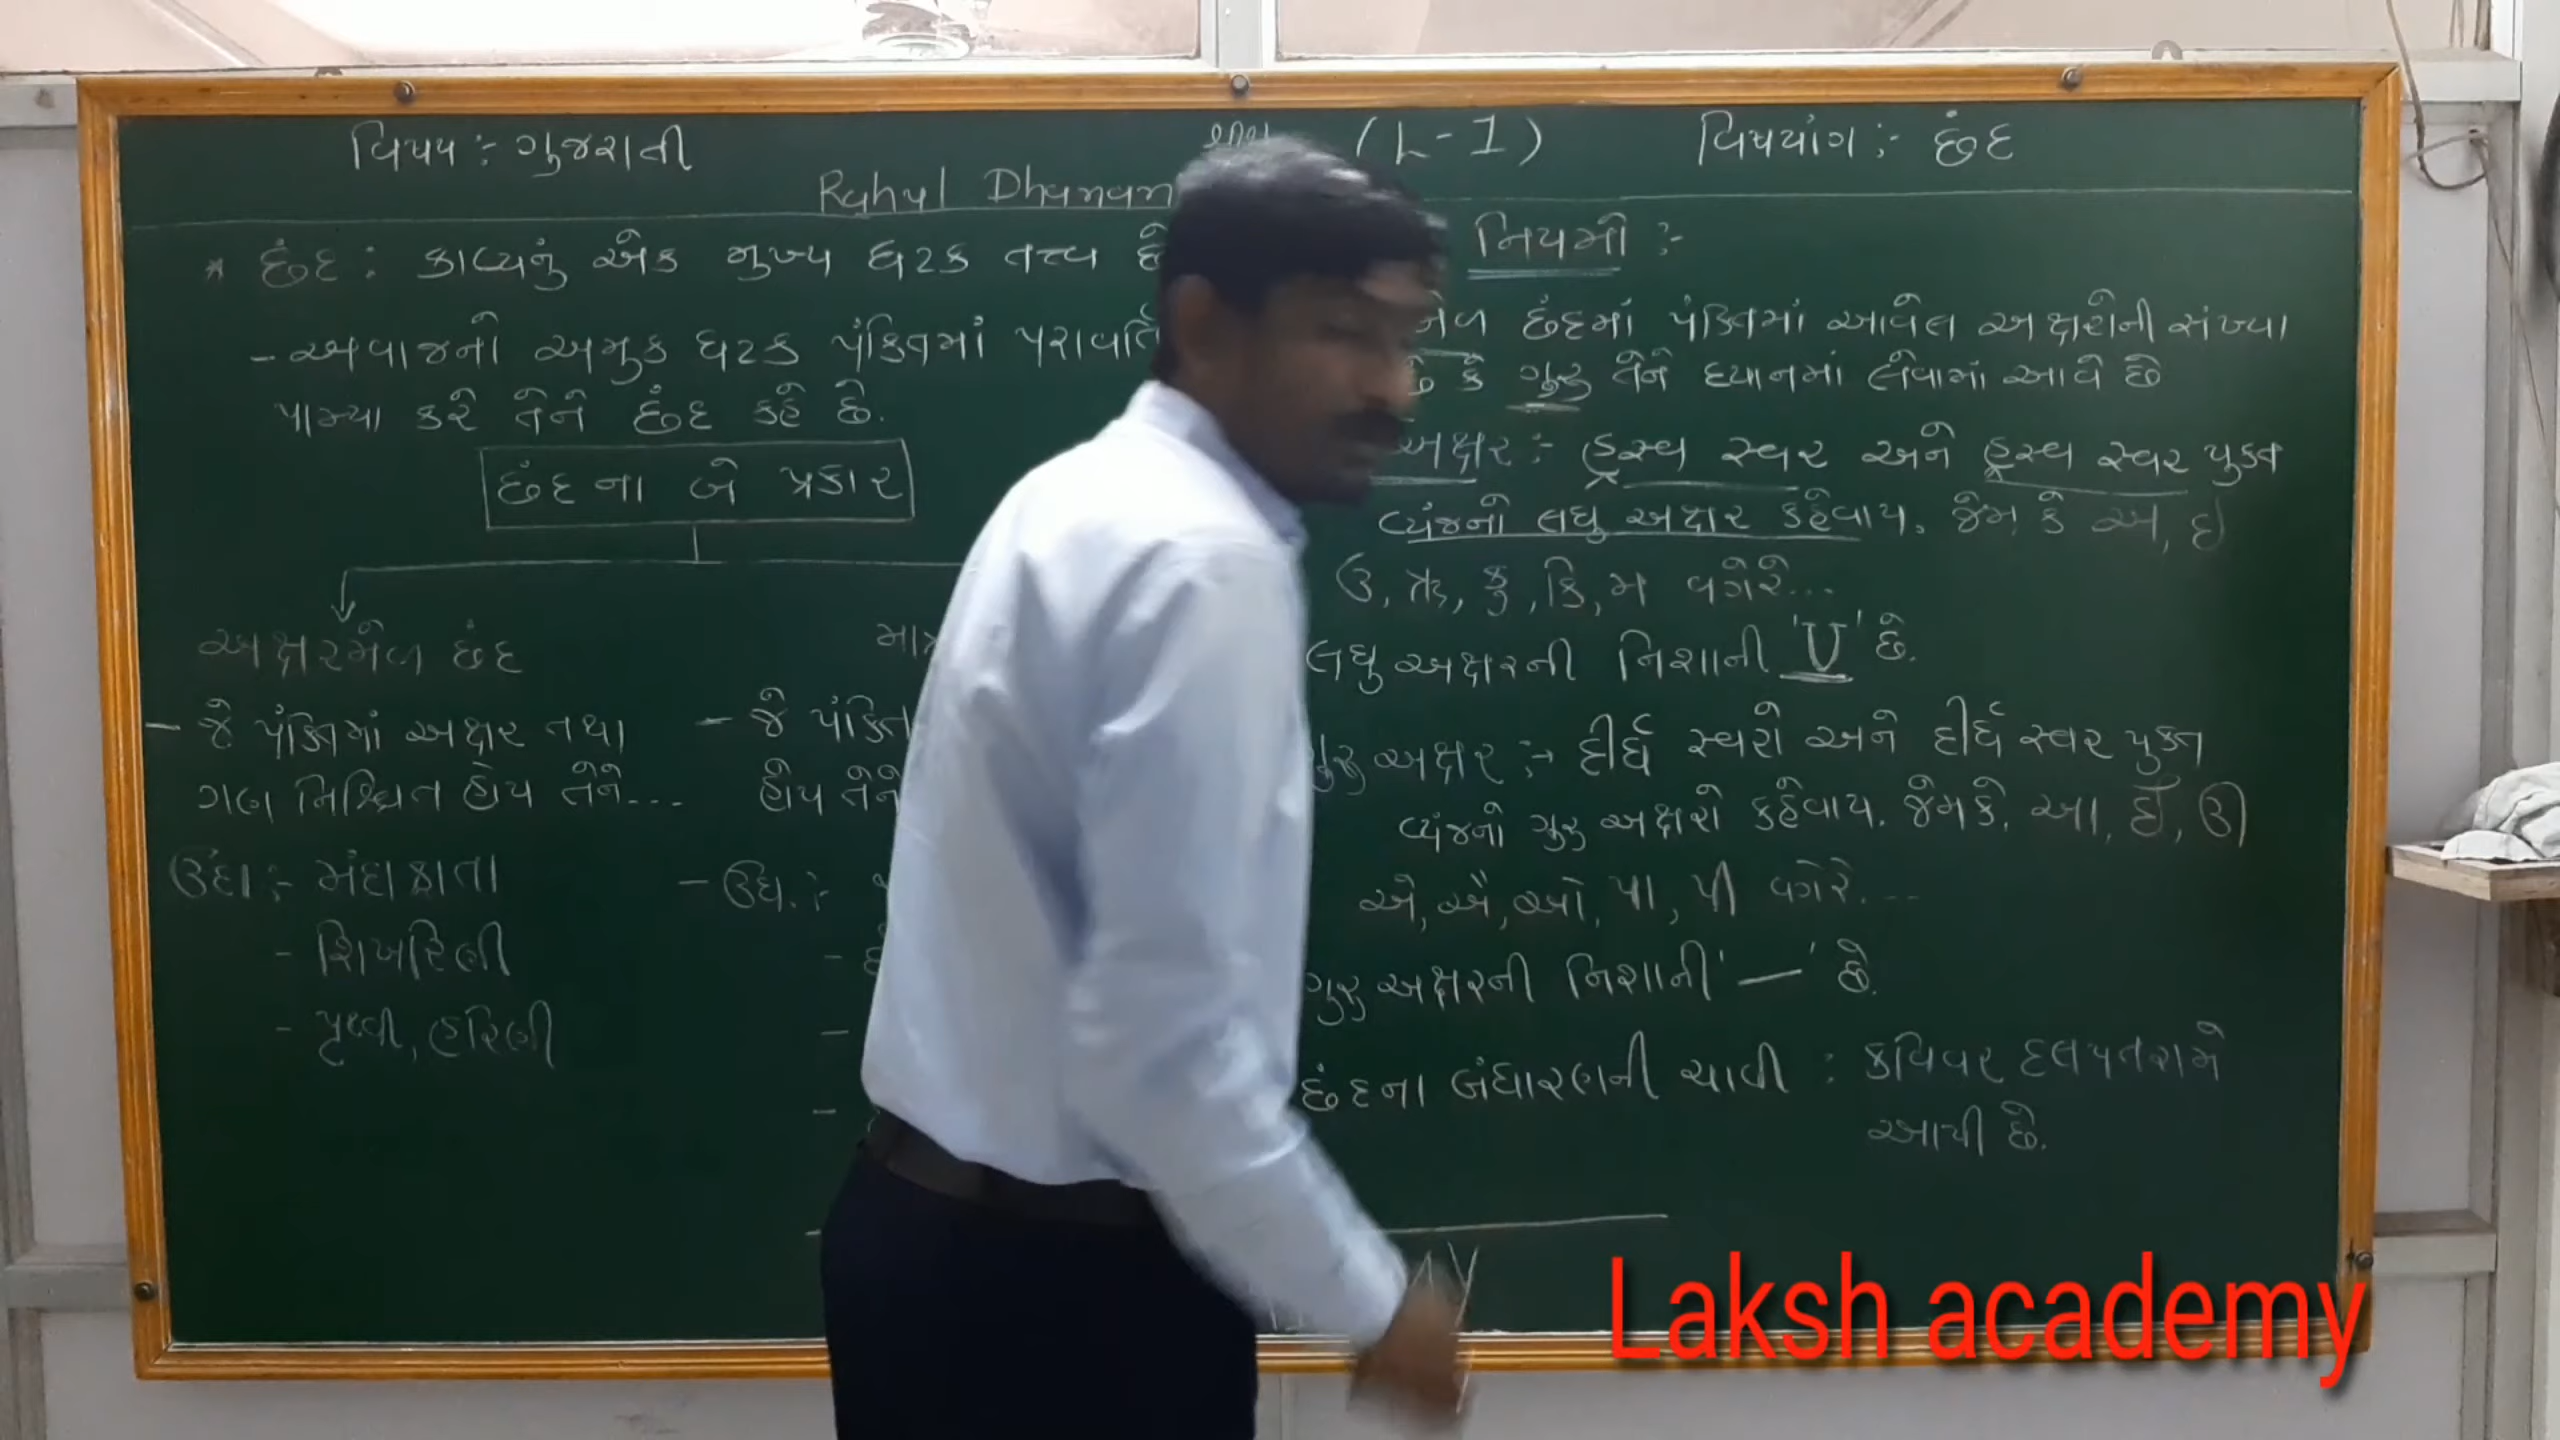 વિષય :- ગુજરાતી
(L-1)
વિષયાંગ :- છંદ
Rahul
* છંદ : કાવ્યનું એક મુખ્ય ઘટક તત્ત્વ છે
- અવાજનો અમુક ઘટક પંક્તિમાં
પામ્યા કરે તેને છંદ કહે છે.
છંદના બે પ્રકાર
અક્ષરમેળ છંદ
- જે પંક્તિમાં અક્ષર તથા
ગણ નિશ્ચિત હોય તેને...
ઉદા :- મંદાક્રાંતા
- શિખરિણી
- પૃથ્વી, હરિણી
- જે પંક્તિ
હોય તેને
- ઉદા. :-
નિયમો :-
છંદમાં પંક્તિમાં આવેલ અક્ષરોની સંખ્યા
કે ગુરુ તેને ધ્યાનમાં લેવામાં આવે છે
અક્ષર :- હ્રસ્વ સ્વર અને હ્રસ્વ સ્વર યુક્ત
વ્યંજનો લઘુ અક્ષર કહેવાય. જેમ કે અ, ઇ
ઉ, ઋ, કુ, કિ, મ વગેરે...
લઘુ અક્ષરની નિશાની 'U' છે.
ગુરુ અક્ષર :- દીર્ઘ સ્વરો અને દીર્ઘ સ્વર યુક્ત
વ્યંજનો ગુરુ અક્ષરો કહેવાય. જેમકે, આ, ઈ, ઊ
એ, ઐ, ઓ, પા, પી વગેરે....
ગુરુ અક્ષરની નિશાની '—' છે.
છંદના બંધારણની ચાવી : કવિવર દલપતરામે
આપી છે.
Laksh academy